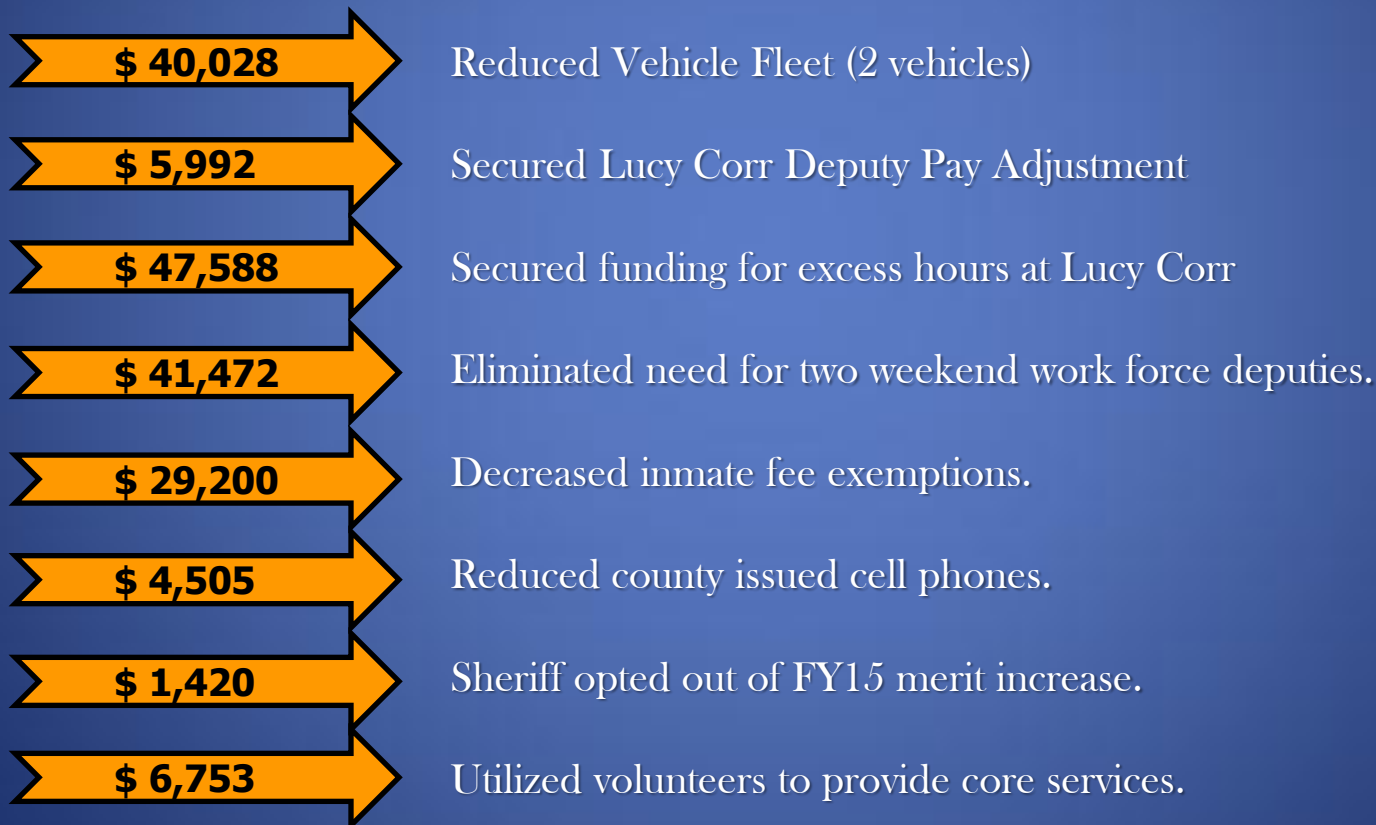 $ 40,028 Reduced Vehicle Fleet (2 vehicles)
$ 5,992 Secured Lucy Corr Deputy Pay Adjustment
$ 47,588 Secured funding for excess hours at Lucy Corr
$ 41,472 Eliminated need for two weekend work force deputies.
$ 29,200 Decreased inmate fee exemptions.
$ 4,505 Reduced county issued cell phones.
$ 1,420 Sheriff opted out of FY15 merit increase.
$ 6,753 Utilized volunteers to provide core services.